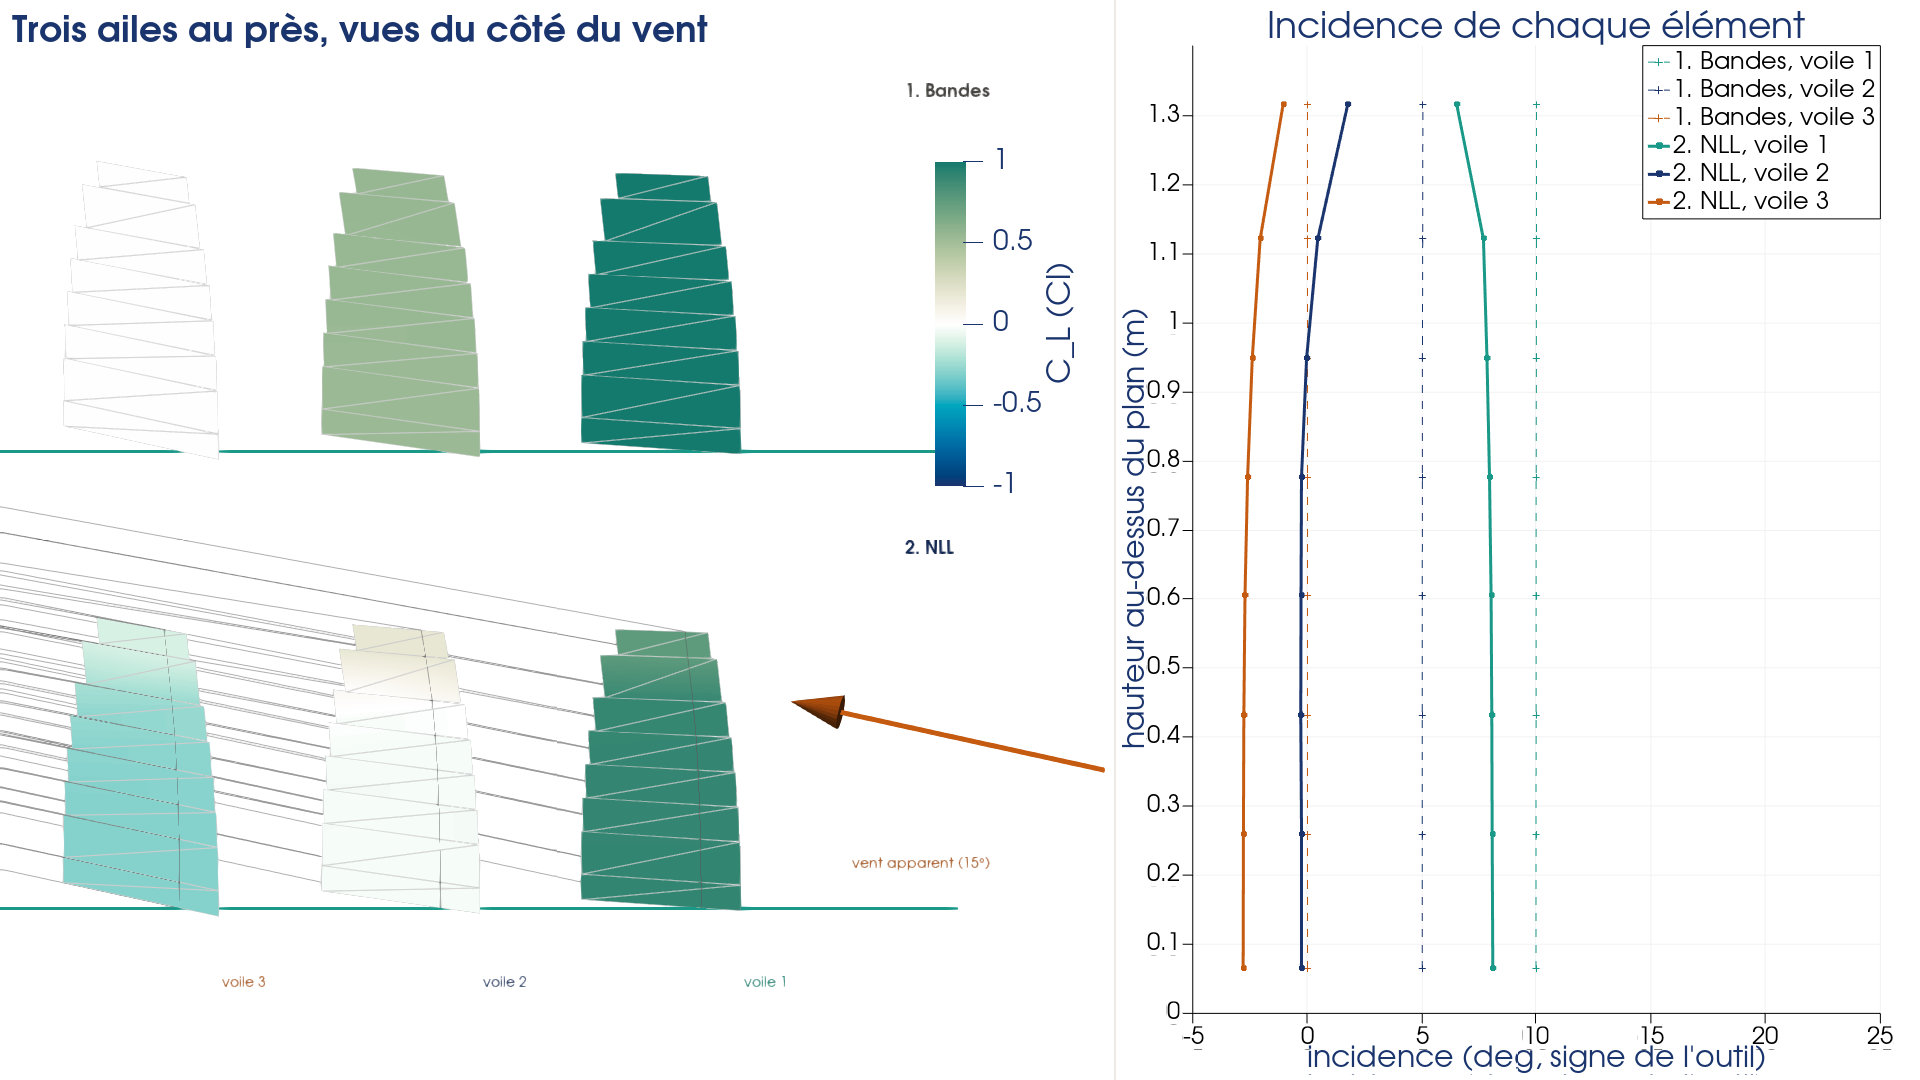 Trois ailes au près, vues du côté du vent
1. Bandes
1
0.5
0
-0.5
-1
C_L (Cl)
2. NLL
vent apparent (15°)
voile 3
voile 2
voile 1
Incidence de chaque élément
1. Bandes, voile 1
1. Bandes, voile 2
1. Bandes, voile 3
2. NLL, voile 1
2. NLL, voile 2
2. NLL, voile 3
hauteur au-dessus du plan (m)
1.3
1.2
1.1
1
0.9
0.8
0.7
0.6
0.5
0.4
0.3
0.2
0.1
0
-5
0
5
10
15
20
25
incidence (deg, signe de l'outil)